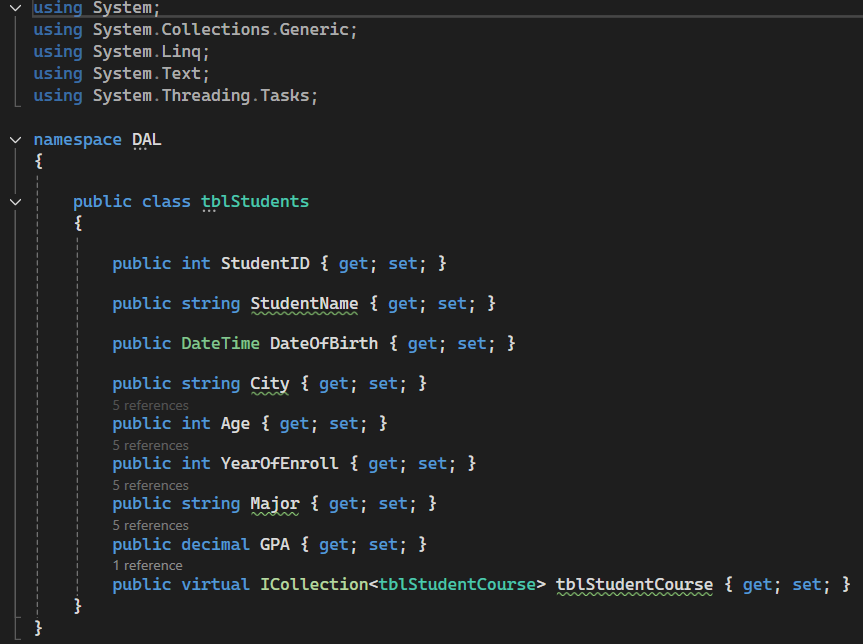 using System;
using System.Collections.Generic;
using System.Linq;
using System.Text;
using System.Threading.Tasks;
namespace DAL
{
public class tblStudents
{
public int StudentID { get; set; }
public string StudentName { get; set; }
public DateTime DateOfBirth { get; set; }
public string City { get; set; }
5 references
public int Age { get; set; }
5 references
public int YearOfEnroll { get; set; }
5 references
public string Major { get; set; }
5 references
public decimal GPA { get; set; }
1 reference
public virtual ICollection<tblStudentCourse> tblStudentCourse { get; set; }
}
}